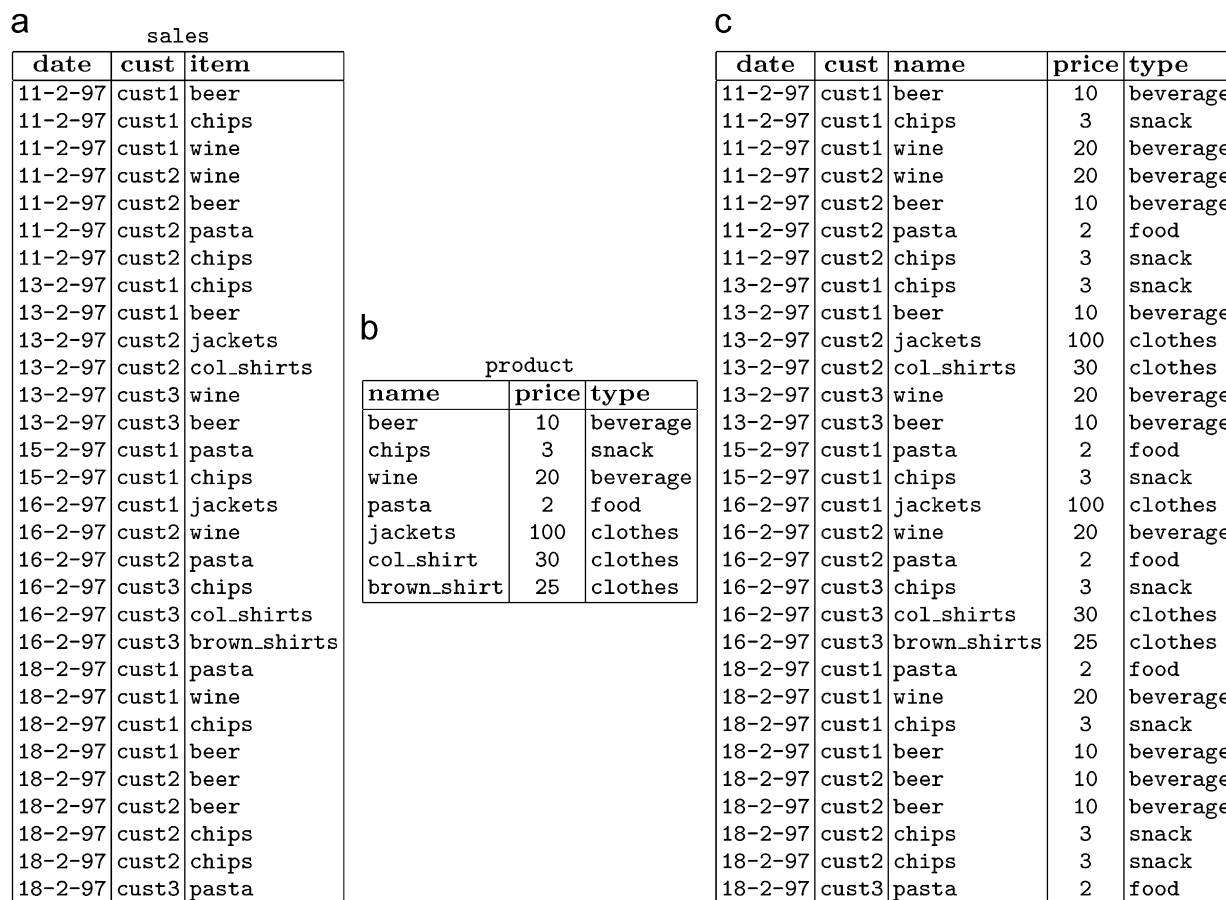 a
sales
date cust item
11-2-97 cust1 beer
11-2-97 cust1 chips
11-2-97 cust1 wine
11-2-97 cust2 wine
11-2-97 cust2 beer
11-2-97 cust2 pasta
11-2-97 cust2 chips
13-2-97 cust1 chips
13-2-97 cust1 beer
13-2-97 cust2 jackets
13-2-97 cust2 col_shirts
13-2-97 cust3 wine
13-2-97 cust3 beer
15-2-97 cust1 pasta
15-2-97 cust1 chips
16-2-97 cust1 jackets
16-2-97 cust2 wine
16-2-97 cust2 pasta
16-2-97 cust3 chips
16-2-97 cust3 col_shirts
16-2-97 cust3 brown_shirts
18-2-97 cust1 pasta
18-2-97 cust1 wine
18-2-97 cust1 chips
18-2-97 cust1 beer
18-2-97 cust2 beer
18-2-97 cust2 beer
18-2-97 cust2 chips
18-2-97 cust2 chips
18-2-97 cust3 pasta
b
product
name price type
beer 10 beverage
chips 3 snack
wine 20 beverage
pasta 2 food
jackets 100 clothes
col_shirt 30 clothes
brown_shirt 25 clothes
c
date cust name price type
11-2-97 cust1 beer 10 beverage
11-2-97 cust1 chips 3 snack
11-2-97 cust1 wine 20 beverage
11-2-97 cust2 wine 20 beverage
11-2-97 cust2 beer 10 beverage
11-2-97 cust2 pasta 2 food
11-2-97 cust2 chips 3 snack
13-2-97 cust1 chips 3 snack
13-2-97 cust1 beer 10 beverage
13-2-97 cust2 jackets 100 clothes
13-2-97 cust2 col_shirts 30 clothes
13-2-97 cust3 wine 20 beverage
13-2-97 cust3 beer 10 beverage
15-2-97 cust1 pasta 2 food
15-2-97 cust1 chips 3 snack
16-2-97 cust1 jackets 100 clothes
16-2-97 cust2 wine 20 beverage
16-2-97 cust2 pasta 2 food
16-2-97 cust3 chips 3 snack
16-2-97 cust3 col_shirts 30 clothes
16-2-97 cust3 brown_shirts 25 clothes
18-2-97 cust1 pasta 2 food
18-2-97 cust1 wine 20 beverage
18-2-97 cust1 chips 3 snack
18-2-97 cust1 beer 10 beverage
18-2-97 cust2 beer 10 beverage
18-2-97 cust2 beer 10 beverage
18-2-97 cust2 chips 3 snack
18-2-97 cust2 chips 3 snack
18-2-97 cust3 pasta 2 food